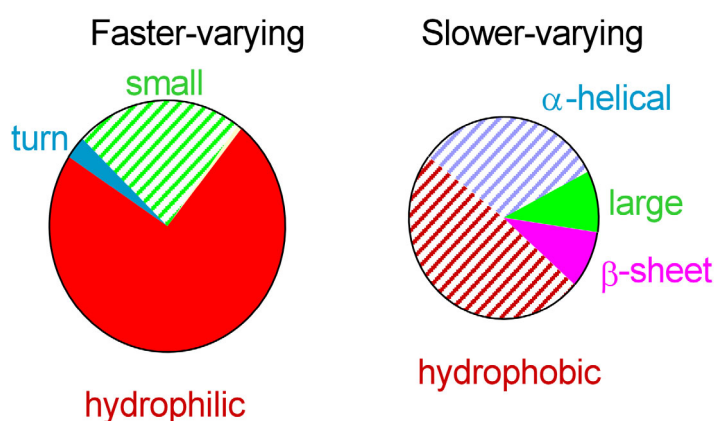 Faster-varying
small
turn
hydrophilic
Slower-varying
α-helical
large
β-sheet
hydrophobic